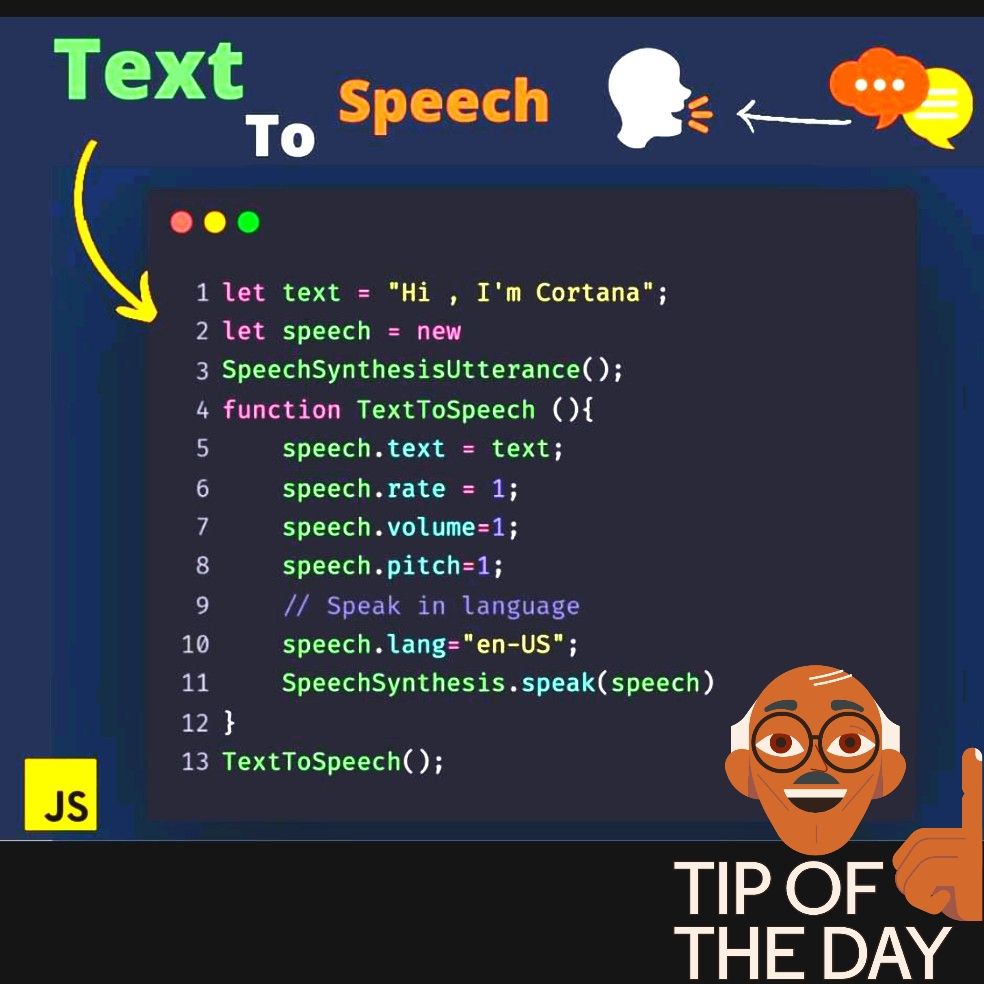 Text
To
Speech
1 let text = "Hi , I'm Cortana";
2 let speech = new
3 SpeechSynthesisUtterance();
4 function TextToSpeech (){
5 speech.text = text;
6 speech.rate = 1;
7 speech.volume=1;
8 speech.pitch=1;
9 // Speak in language
10 speech.lang="en-US";
11 SpeechSynthesis.speak(speech)
12 }
13 TextToSpeech();
JS
TIP OF
THE DAY